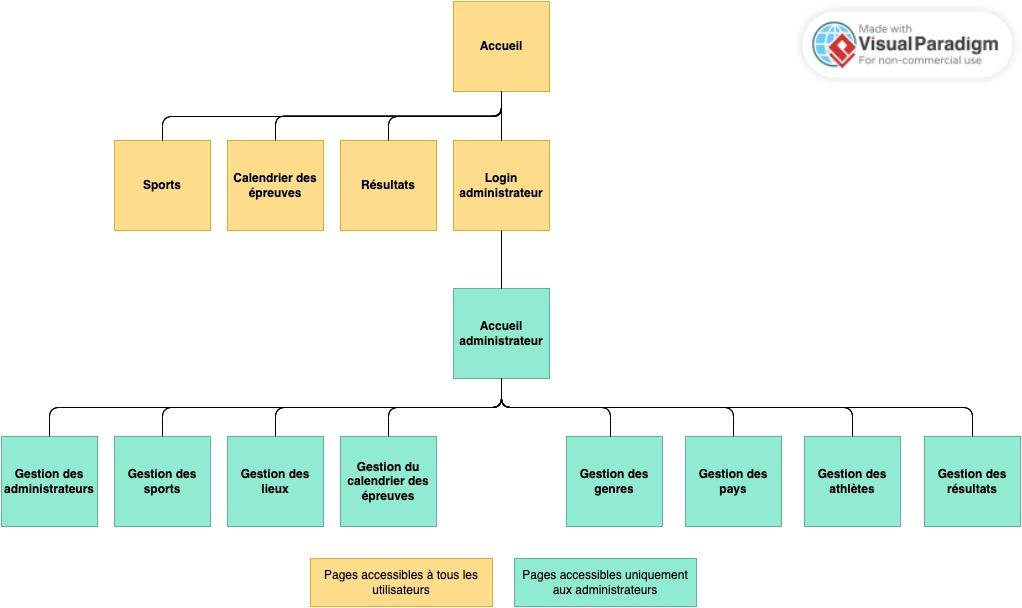 Accueil
Made with
Visual Paradigm
For non-commercial use
Sports
Calendrier des
épreuves
Résultats
Login
administrateur
Accueil
administrateur
Gestion des
administrateurs
Gestion des
sports
Gestion des
lieux
Gestion du
calendrier des
épreuves
Gestion des
genres
Gestion des
pays
Gestion des
athlètes
Gestion des
résultats
Pages accessibles à tous les
utilisateurs
Pages accessibles uniquement
aux administrateurs